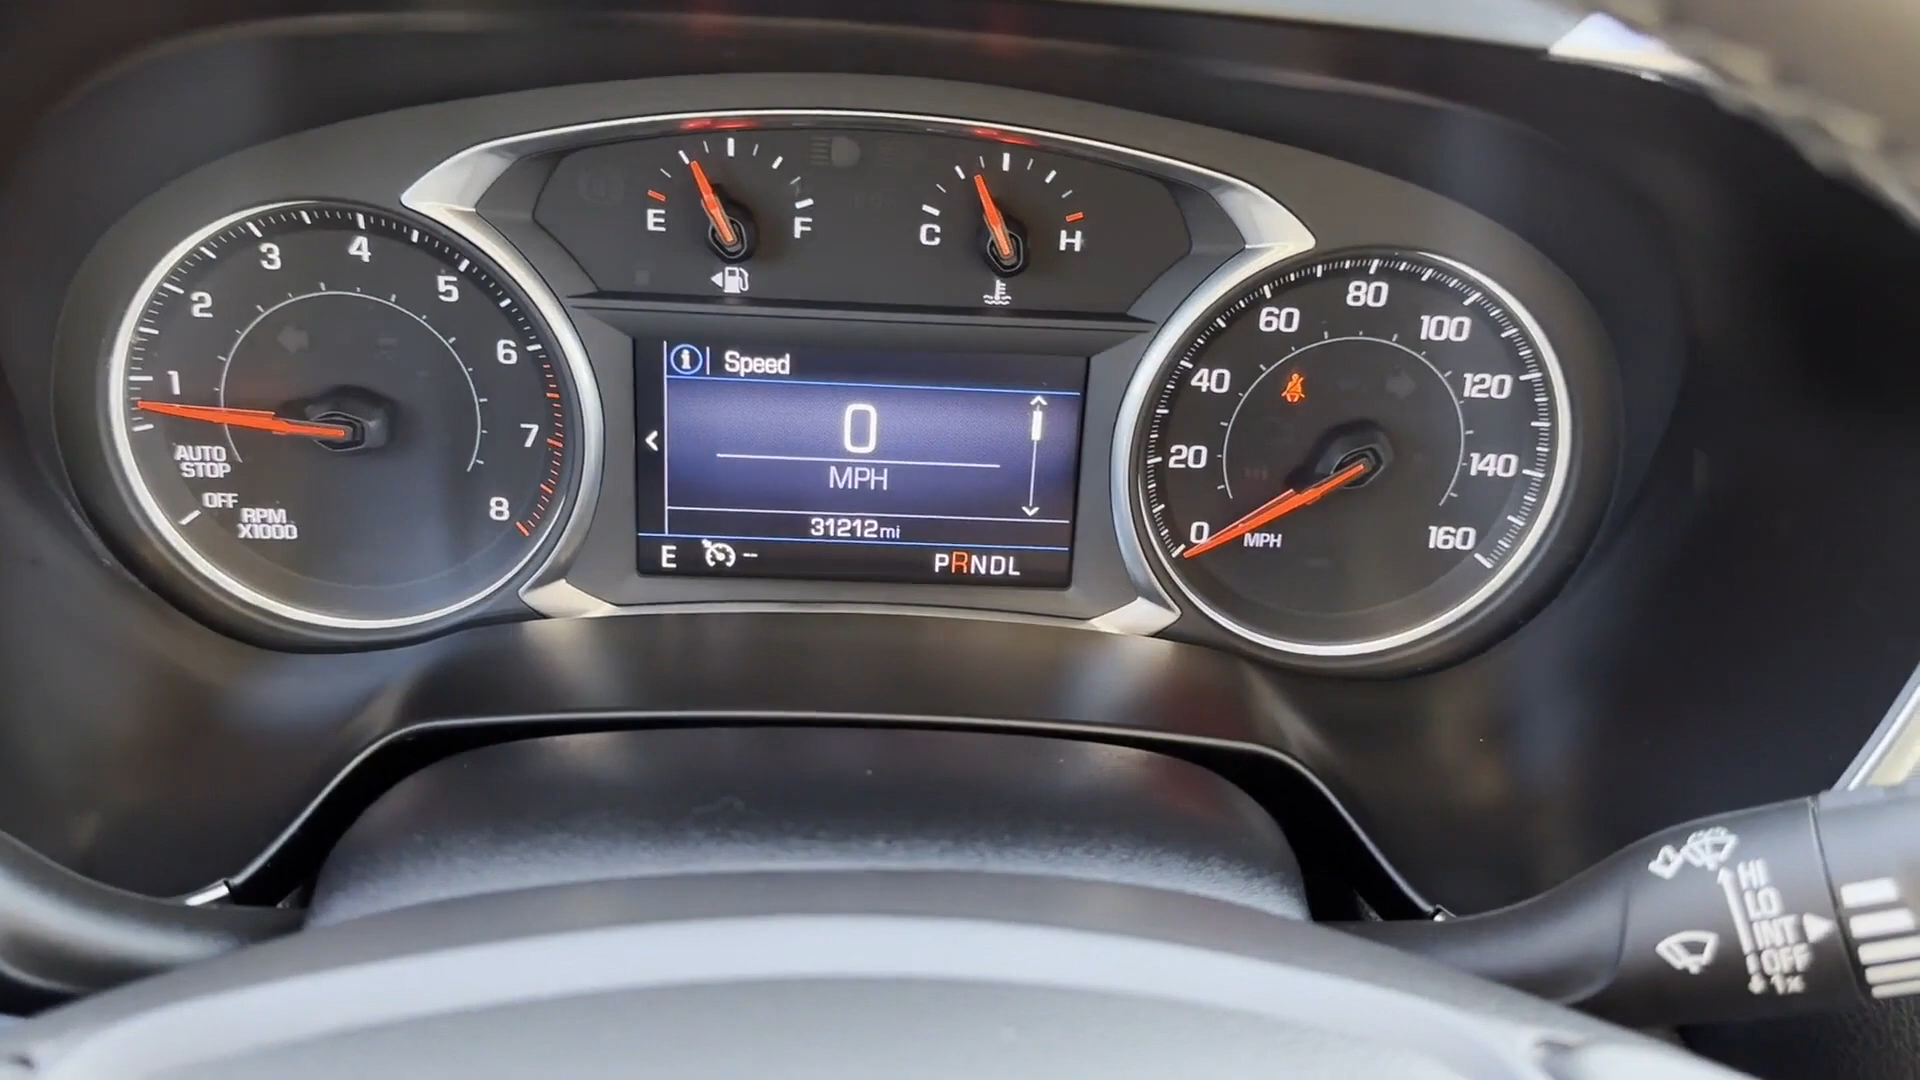 1
2
3
4
5
6
7
8
AUTO
STOP
OFF
RPM
X1000
E
F
C
H
Speed
0
MPH
31212mi
E
--
PRNDL
0
20
40
60
80
100
120
140
160
MPH
HI
LO
INT
OFF
1x